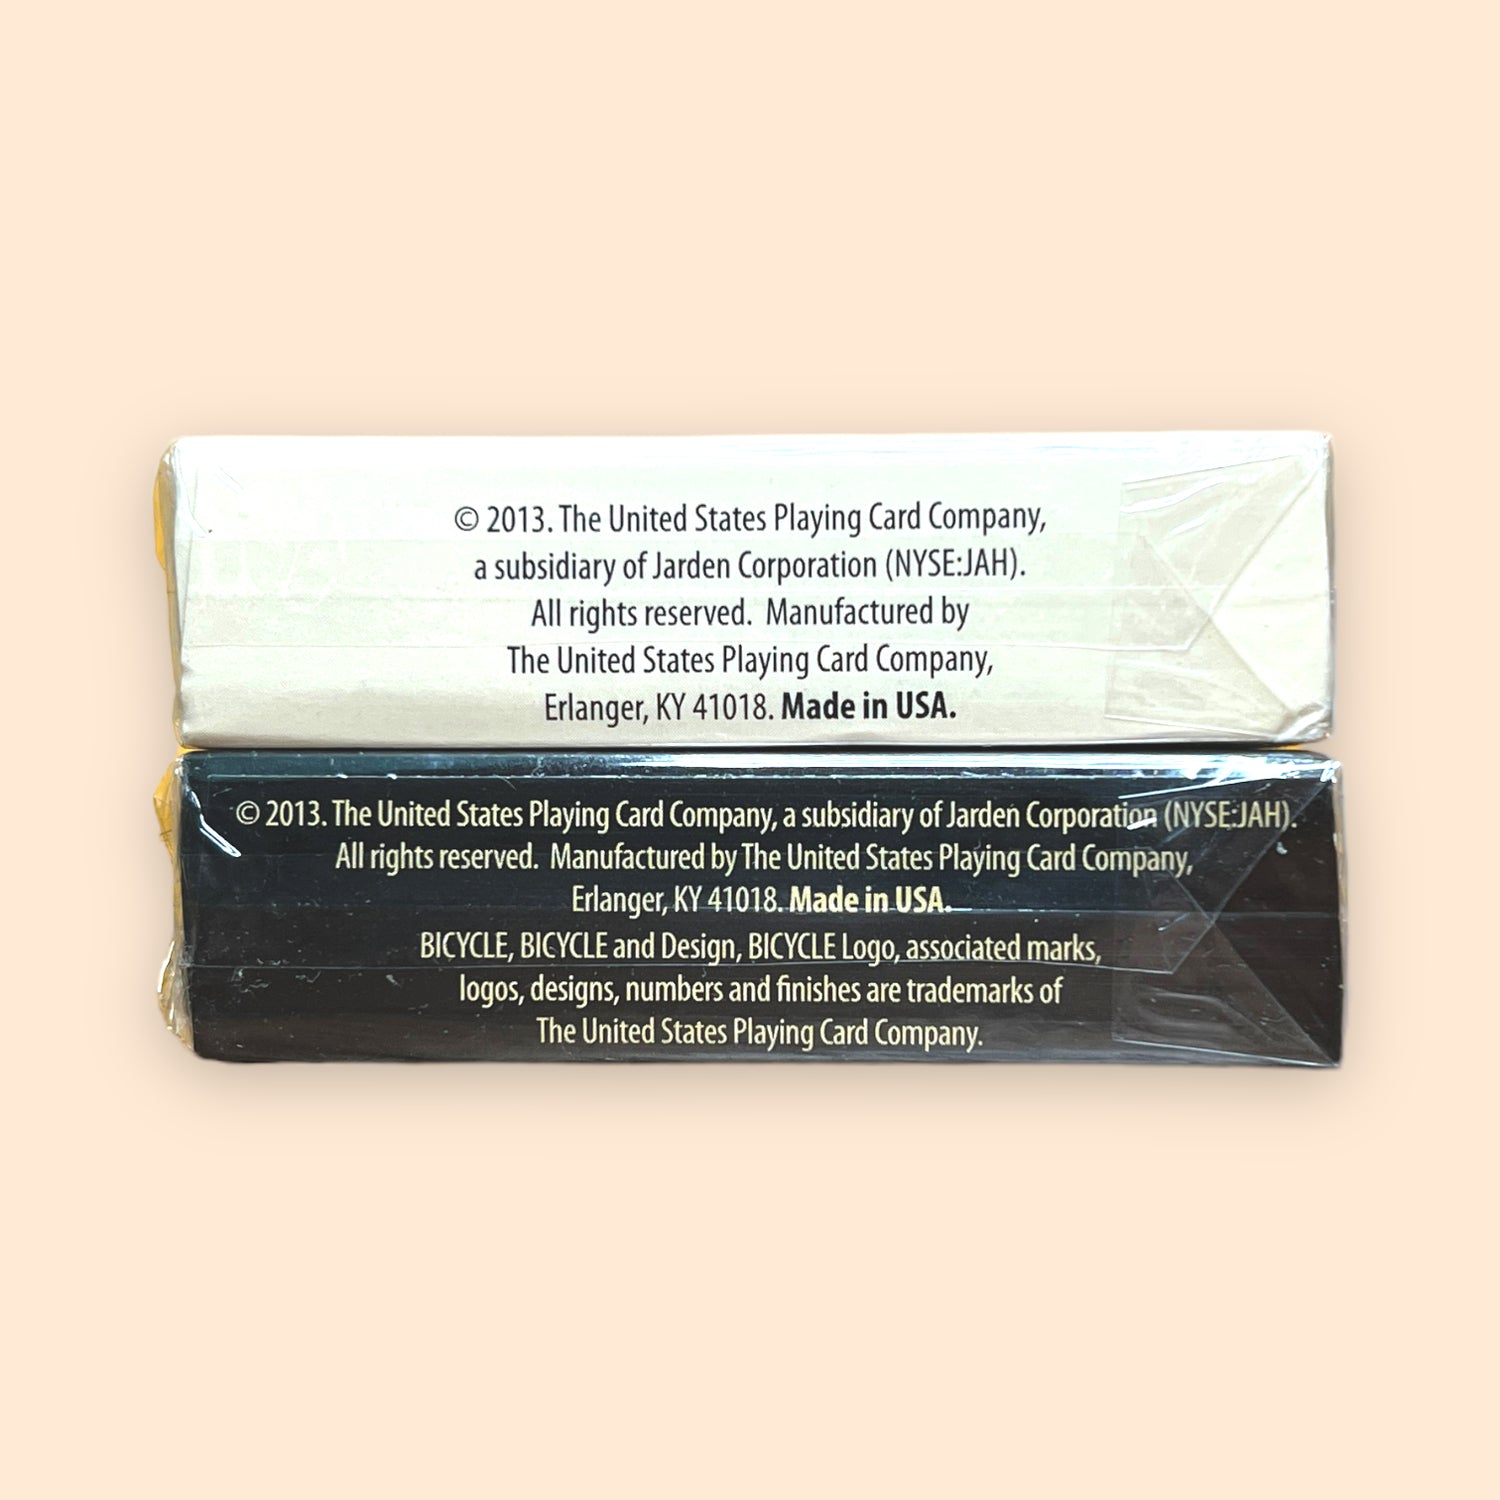 © 2013. The United States Playing Card Company,
a subsidiary of Jarden Corporation (NYSE:JAH).
All rights reserved. Manufactured by
The United States Playing Card Company,
Erlanger, KY 41018. Made in USA.
© 2013. The United States Playing Card Company, a subsidiary of Jarden Corporation (NYSE:JAH).
All rights reserved. Manufactured by The United States Playing Card Company,
Erlanger, KY 41018. Made in USA.
BICYCLE, BICYCLE and Design, BICYCLE Logo, associated marks,
logos, designs, numbers and finishes are trademarks of
The United States Playing Card Company.